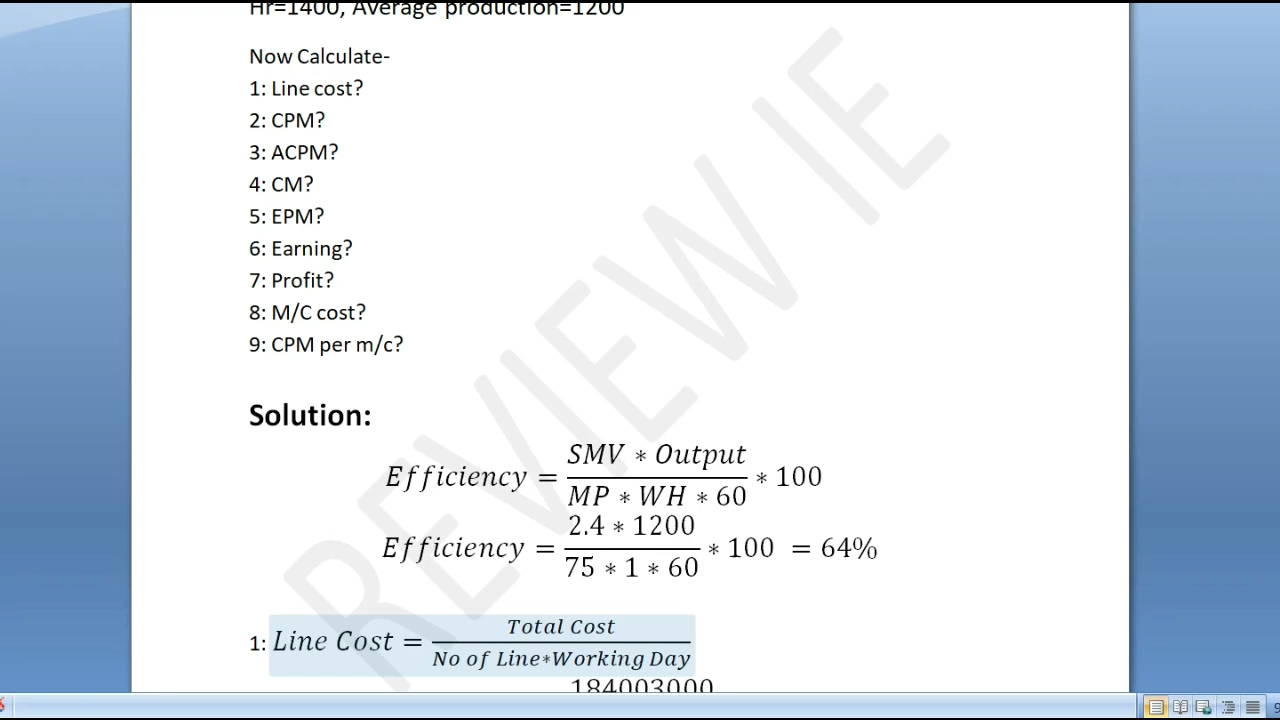 Hr=1400, Average production=1200
Now Calculate-
1: Line cost?
2: CPM?
3: ACPM?
4: CM?
5: EPM?
6: Earning?
7: Profit?
8: M/C cost?
9: CPM per m/c?
REVIEW IE
Solution:
Efficiency = SMV ∗ Output / MP ∗ WH ∗ 60 ∗ 100
Efficiency = 2.4 ∗ 1200 / 75 ∗ 1 ∗ 60 ∗ 100 = 64%
1: Line Cost = Total Cost / No of Line∗Working Day
184003000